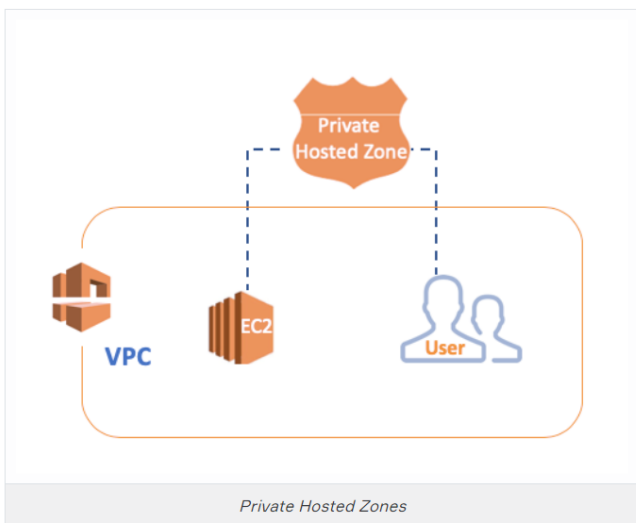 Private
Hosted Zone
EC2
User
VPC
Private Hosted Zones